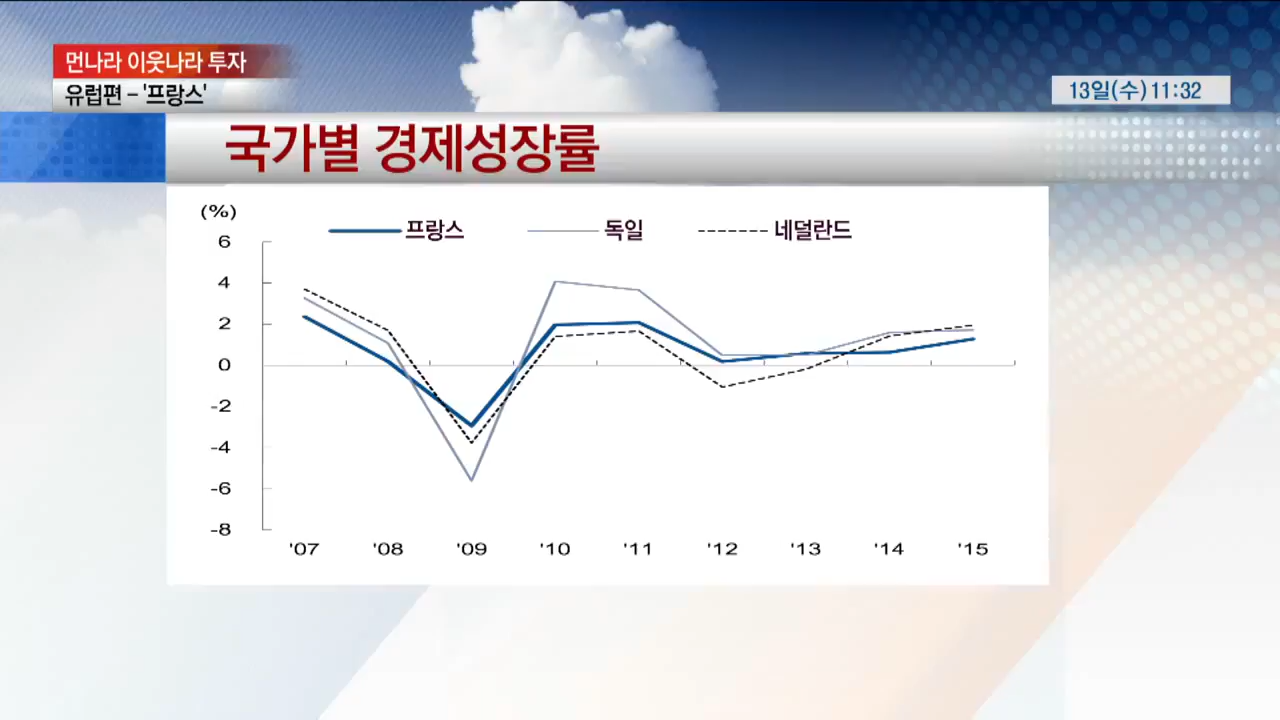 먼나라 이웃나라 투자
유럽편 - '프랑스'
13일(수) 11:32
국가별 경제성장률
(%)
프랑스 독일 네덜란드
6
4
2
0
-2
-4
-6
-8
'07 '08 '09 '10 '11 '12 '13 '14 '15